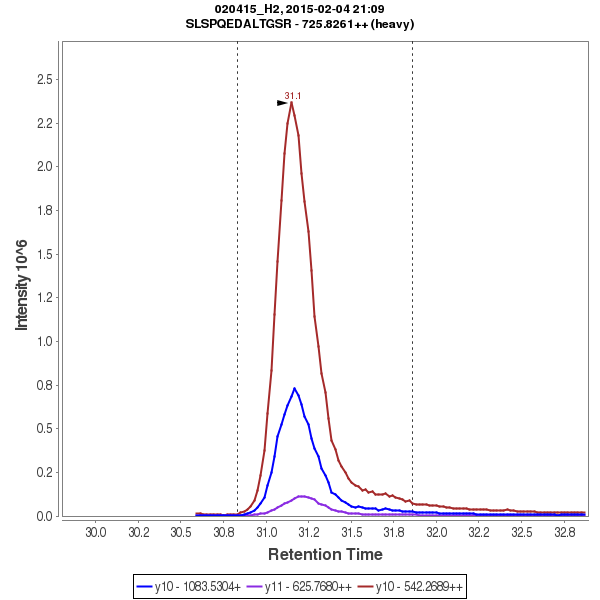 020415_H2, 2015-02-04 21:09
SLSPQEDALTGSR - 725.8261++ (heavy)
31.1
2.5
2.2
2.0
1.8
1.5
1.2
1.0
0.8
0.5
0.2
0.0
Intensity 10^6
30.0 30.2 30.5 30.8 31.0 31.2 31.5 31.8 32.0 32.2 32.5 32.8
Retention Time
y10 - 1083.5304+ y11 - 625.7680++ y10 - 542.2689++